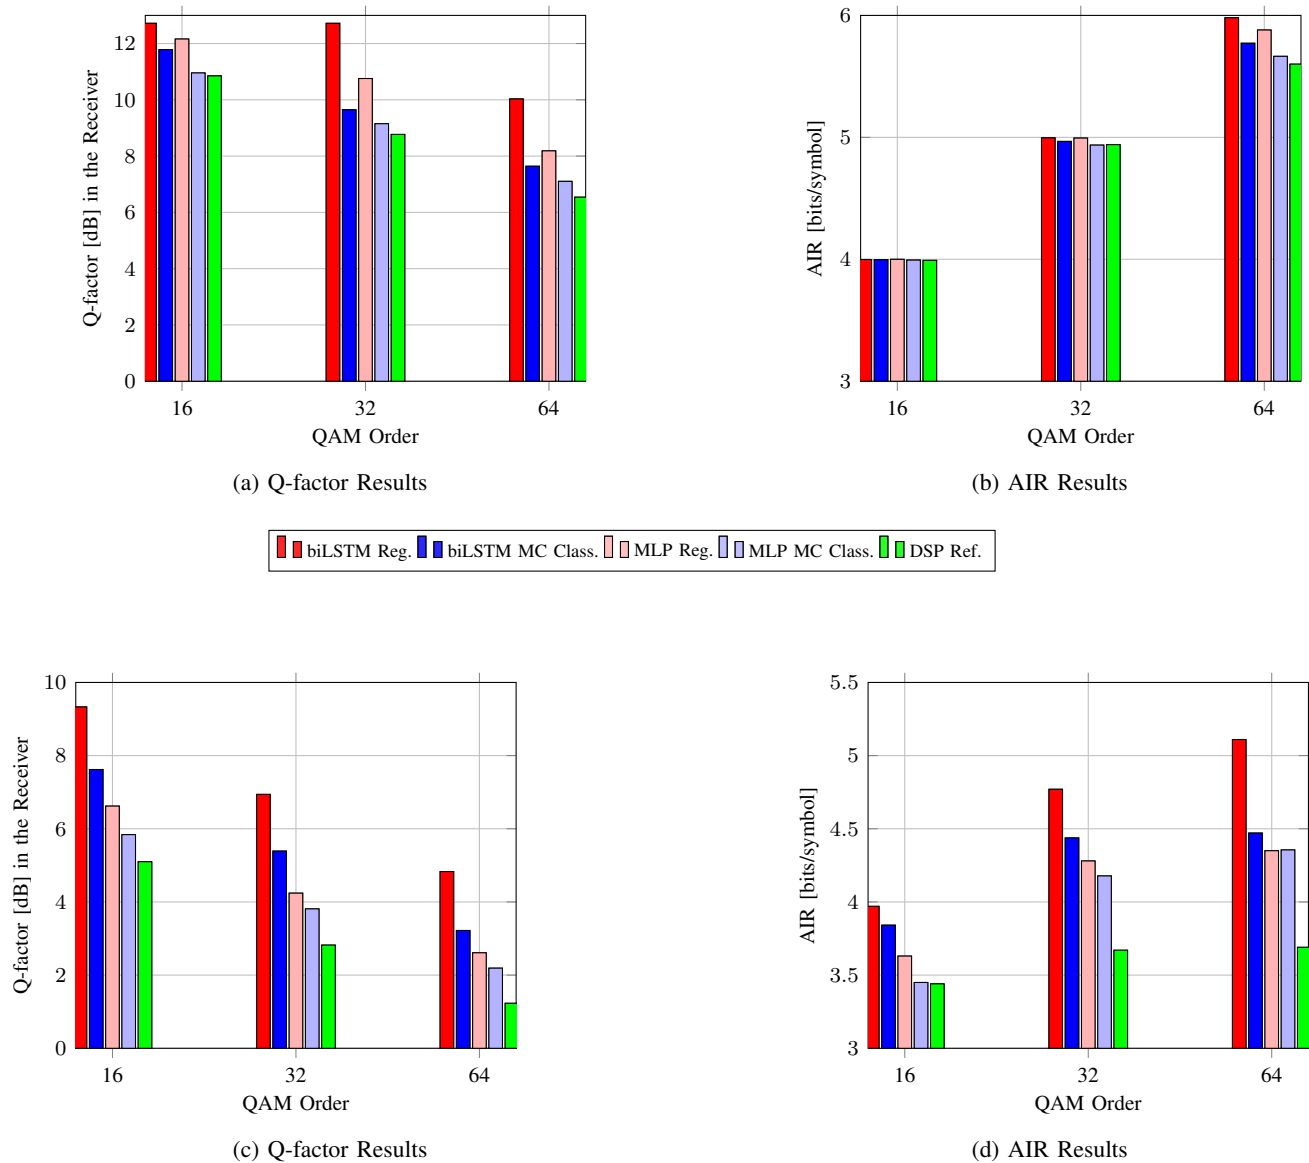 12
10
8
6
4
2
0
Q-factor [dB] in the Receiver
16
32
64
QAM Order
(a) Q-factor Results
6
5
4
3
AIR [bits/symbol]
16
32
64
QAM Order
(b) AIR Results
biLSTM Reg. biLSTM MC Class. MLP Reg. MLP MC Class. DSP Ref.
10
8
6
4
2
0
Q-factor [dB] in the Receiver
16
32
64
QAM Order
(c) Q-factor Results
5.5
5
4.5
4
3.5
3
AIR [bits/symbol]
16
32
64
QAM Order
(d) AIR Results